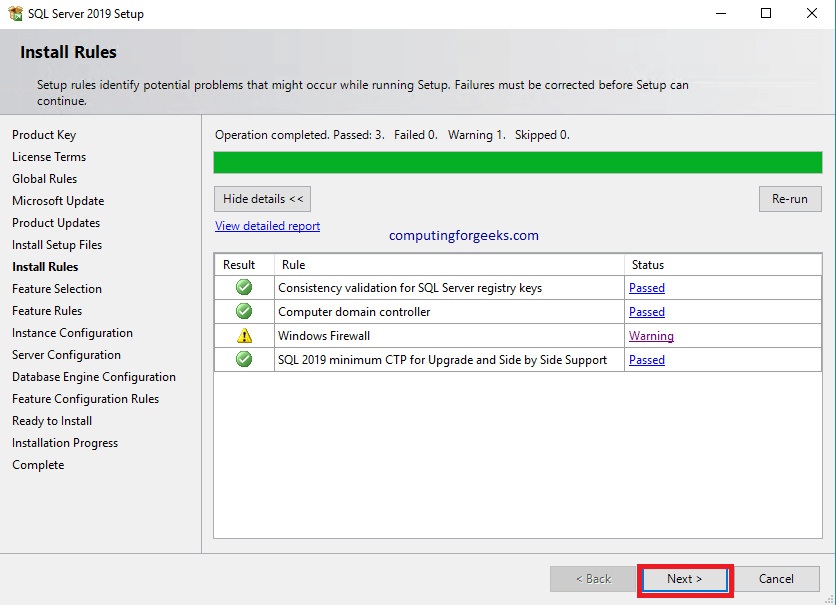 SQL Server 2019 Setup
Install Rules
Setup rules identify potential problems that might occur while running Setup. Failures must be corrected before Setup can
continue.
Product Key
License Terms
Global Rules
Microsoft Update
Product Updates
Install Setup Files
Install Rules
Feature Selection
Feature Rules
Instance Configuration
Server Configuration
Database Engine Configuration
Feature Configuration Rules
Ready to Install
Installation Progress
Complete
Operation completed. Passed: 3.   Failed 0.   Warning 1.   Skipped 0.
Hide details <<
Re-run
View detailed report
computingforgeeks.com
Result Rule Status
Consistency validation for SQL Server registry keys Passed
Computer domain controller Passed
Windows Firewall Warning
SQL 2019 minimum CTP for Upgrade and Side by Side Support Passed
< Back Next > Cancel